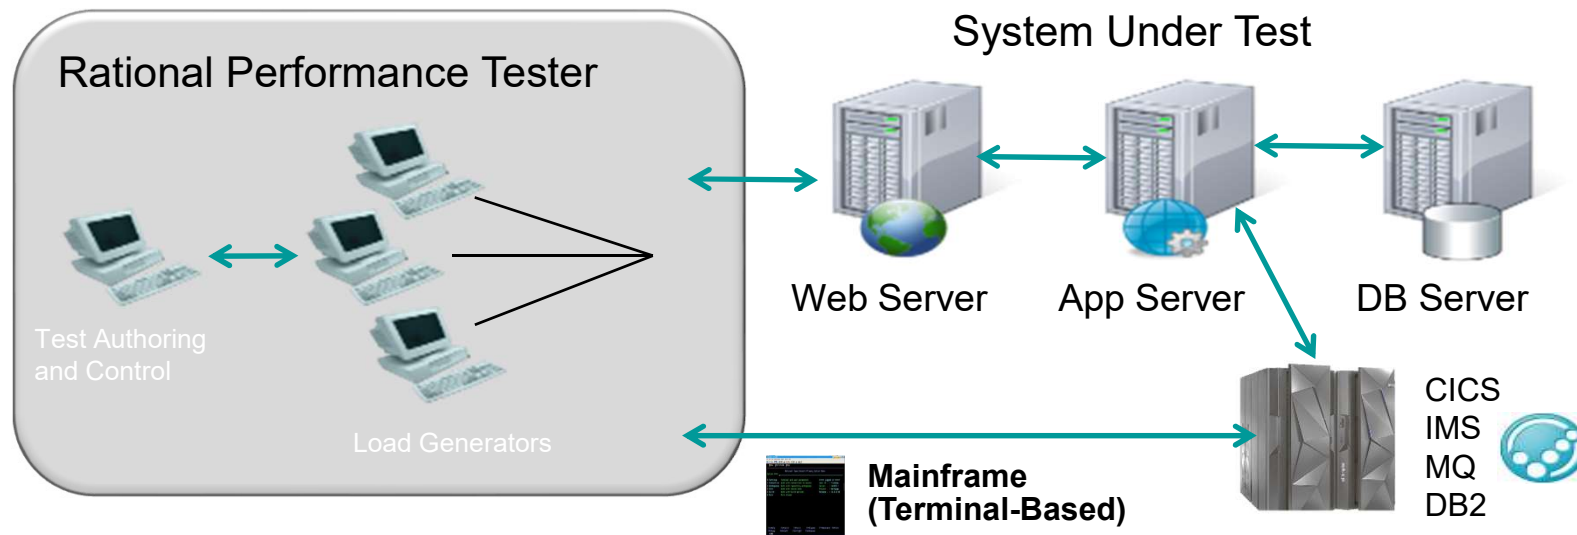 System Under Test
Rational Performance Tester
Web Server
App Server
DB Server
Test Authoring
and Control
Load Generators
CICS
IMS
MQ
DB2
Mainframe
(Terminal-Based)